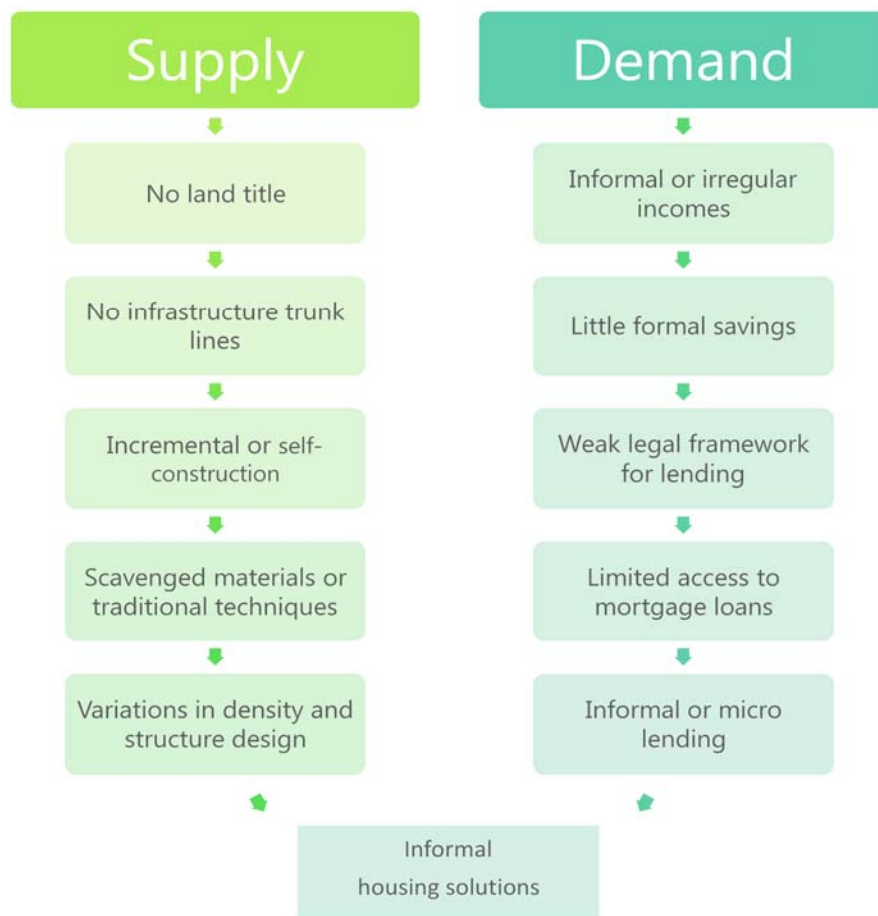 Supply
No land title
No infrastructure trunk
lines
Incremental or self-
construction
Scavenged materials or
traditional techniques
Variations in density and
structure design
Demand
Informal or irregular
incomes
Little formal savings
Weak legal framework
for lending
Limited access to
mortgage loans
Informal or micro
lending
Informal
housing solutions